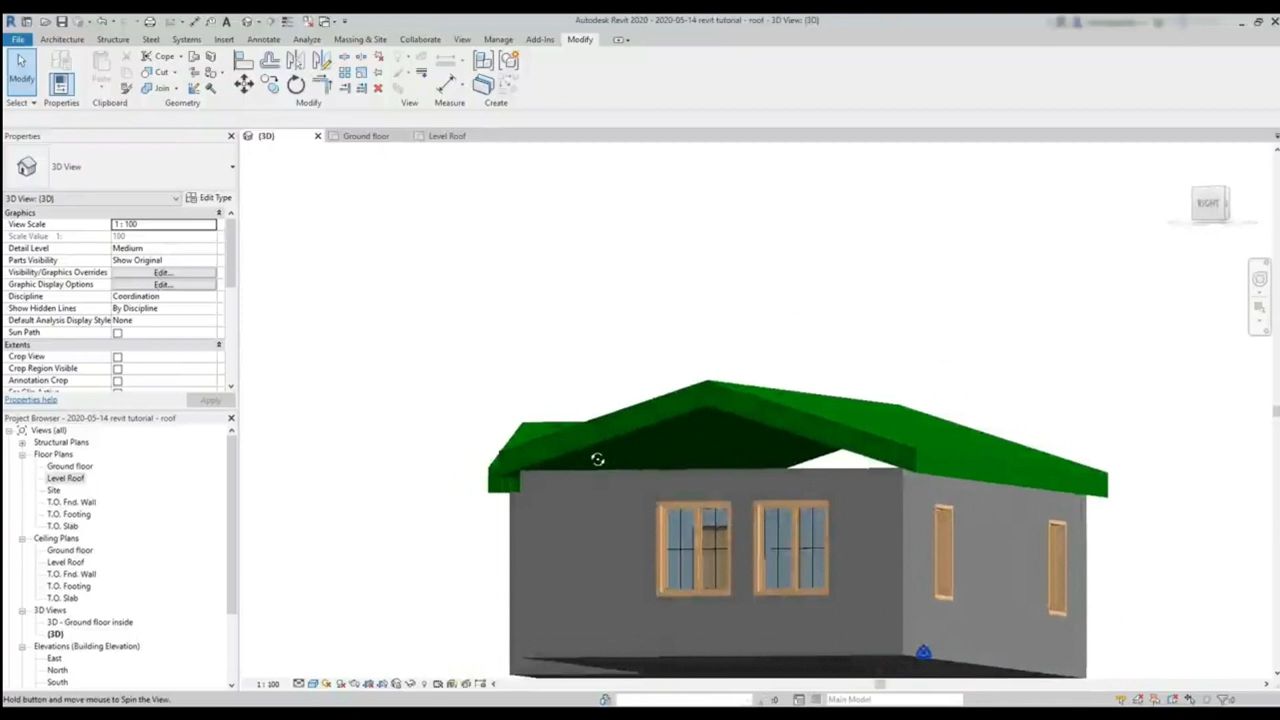 Autodesk Revit 2020 - 2020-05-14 revit tutorial - roof - 3D View: {3D}
File Architecture Structure Steel Systems Insert Annotate Analyze Massing & Site Collaborate View Manage Add-Ins Modify
Modify Paste Cope
Cut
Join
Select Properties Clipboard Geometry Modify View Measure Create
Properties
{3D} Ground floor Level Roof
3D View
RIGHT
3D View: {3D} Edit Type
Graphics
View Scale 1 : 100
Scale Value 1: 100
Detail Level Medium
Parts Visibility Show Original
Visibility/Graphics Overrides Edit...
Graphic Display Options Edit...
Discipline Coordination
Show Hidden Lines By Discipline
Default Analysis Display Style None
Sun Path
Extents
Crop View
Crop Region Visible
Annotation Crop
Properties help Apply
Project Browser - 2020-05-14 revit tutorial - roof
Views (all)
Structural Plans
Floor Plans
Ground floor
Level Roof
Site
T.O. Fnd. Wall
T.O. Footing
T.O. Slab
Ceiling Plans
Ground floor
Level Roof
T.O. Fnd. Wall
T.O. Footing
T.O. Slab
3D Views
3D - Ground floor inside
{3D}
Elevations (Building Elevation)
East
North
South
1 : 100
Hold button and move mouse to Spin the View. :0 Main Model